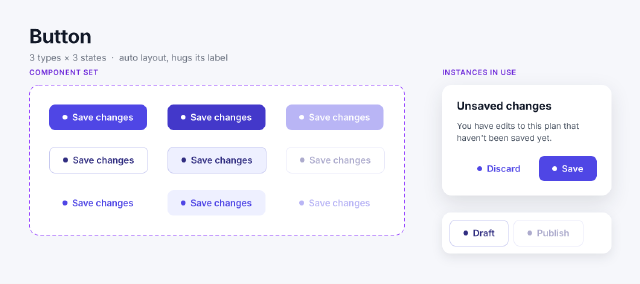 Button
3 types × 3 states · auto layout, hugs its label
COMPONENT SET
Save changes Save changes Save changes
Save changes Save changes Save changes
Save changes Save changes Save changes
INSTANCES IN USE
Unsaved changes
You have edits to this plan that
haven't been saved yet.
Discard Save
Draft Publish